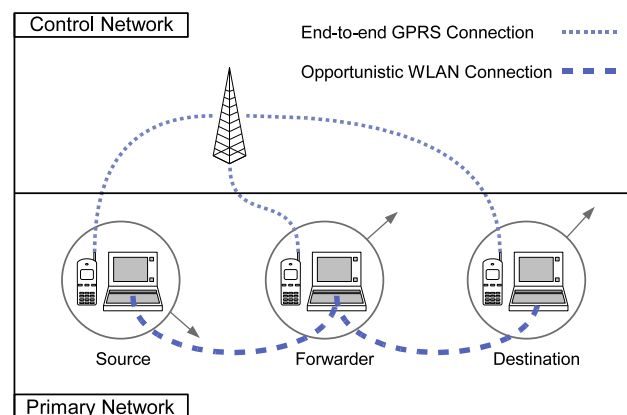 Control Network
End-to-end GPRS Connection
Opportunistic WLAN Connection
Source
Forwarder
Destination
Primary Network